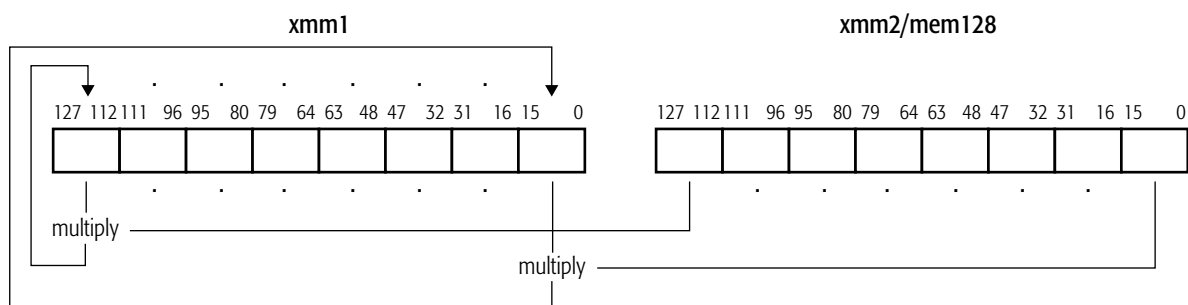 xmm1 xmm2/mem128
. . . . . .
127 112 111 96 95 80 79 64 63 48 47 32 31 16 15 0 127 112 111 96 95 80 79 64 63 48 47 32 31 16 15 0
. . . . . . . . . . . .
multiply
multiply